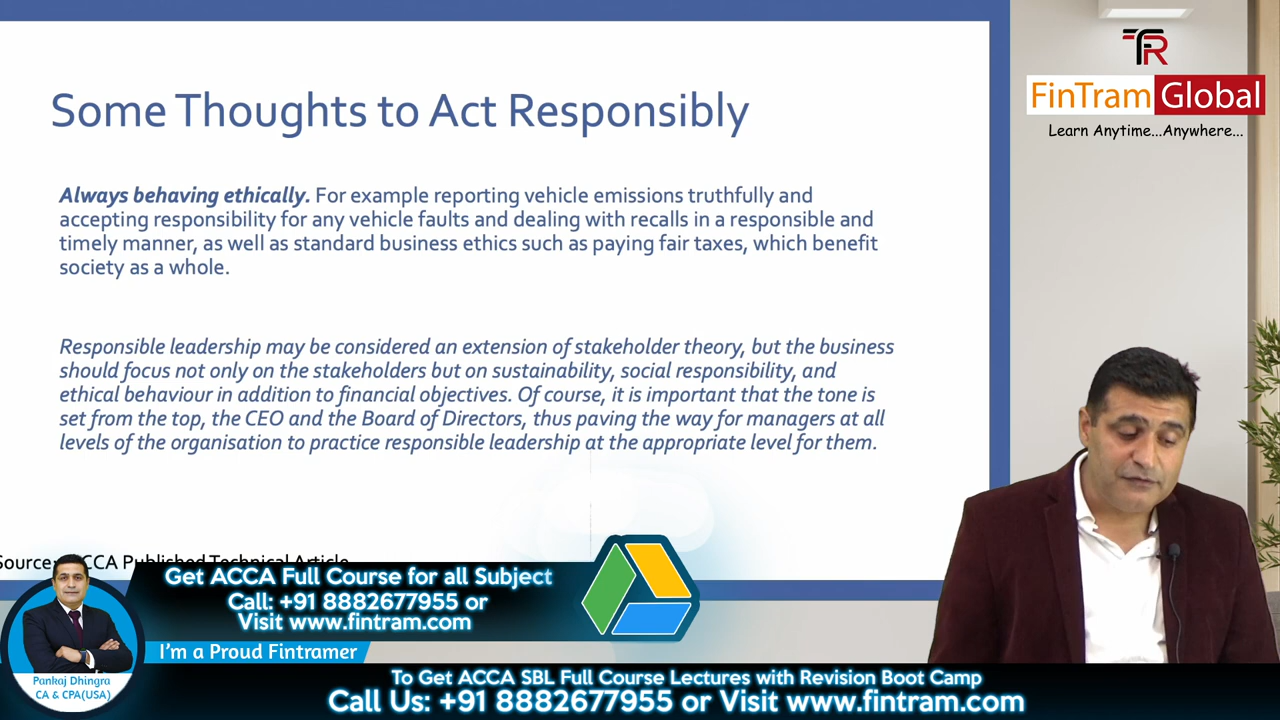 Some Thoughts to Act Responsibly
Always behaving ethically. For example reporting vehicle emissions truthfully and
accepting responsibility for any vehicle faults and dealing with recalls in a responsible and
timely manner, as well as standard business ethics such as paying fair taxes, which benefit
society as a whole.
Responsible leadership may be considered an extension of stakeholder theory, but the business
should focus not only on the stakeholders but on sustainability, social responsibility, and
ethical behaviour in addition to financial objectives. Of course, it is important that the tone is
set from the top, the CEO and the Board of Directors, thus paving the way for managers at all
levels of the organisation to practice responsible leadership at the appropriate level for them.
TR
FinTram Global
Learn Anytime...Anywhere...
Published Technical Article
Get ACCA Full Course for all Subject
Call: +91 8882677955 or
Visit www.fintram.com
I'm a Proud Fintramer
Pankaj Dhingra
CA & CPA(USA)
To Get ACCA SBL Full Course Lectures with Revision Boot Camp
Call Us: +91 8882677955 or Visit www.fintram.com